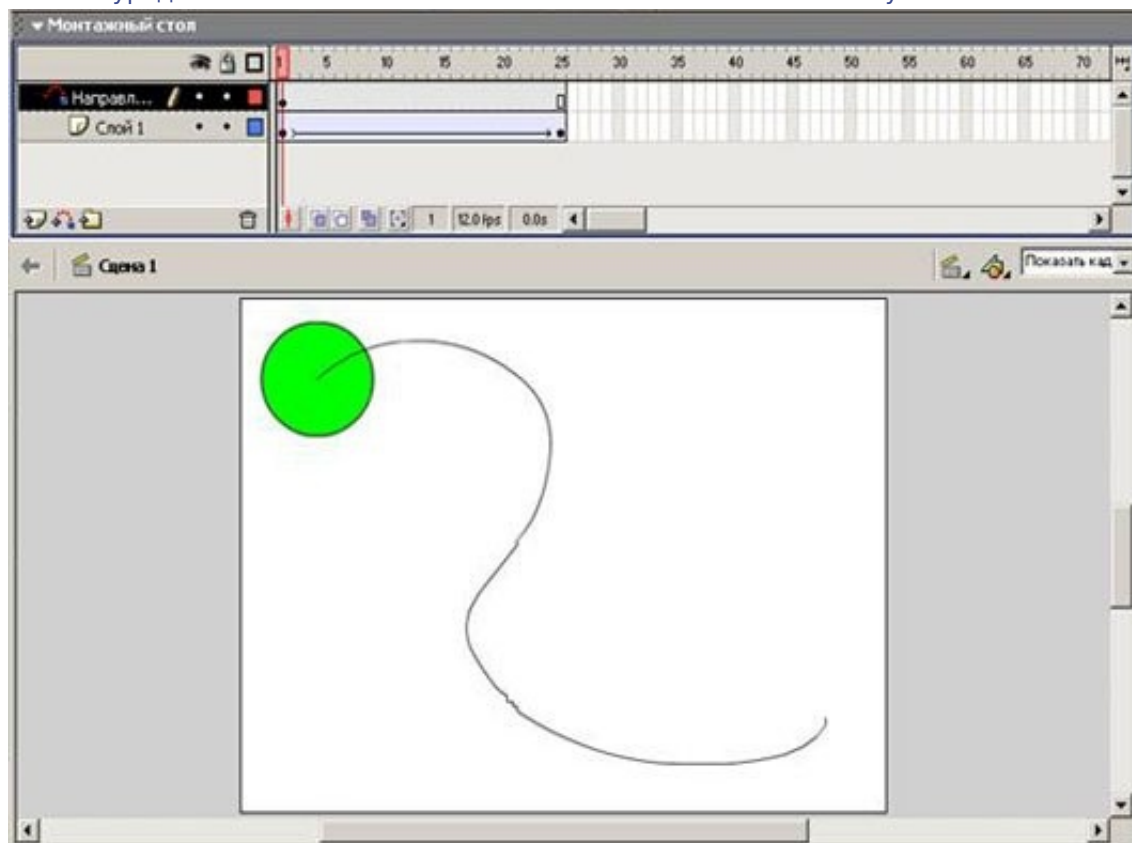 Монтажный стол
1 5 10 15 20 25 30 35 40 45 50 55 60 65 70
Направл...
Слой 1
1 12.0 fps 0.0s
Сцена 1
Показать кад